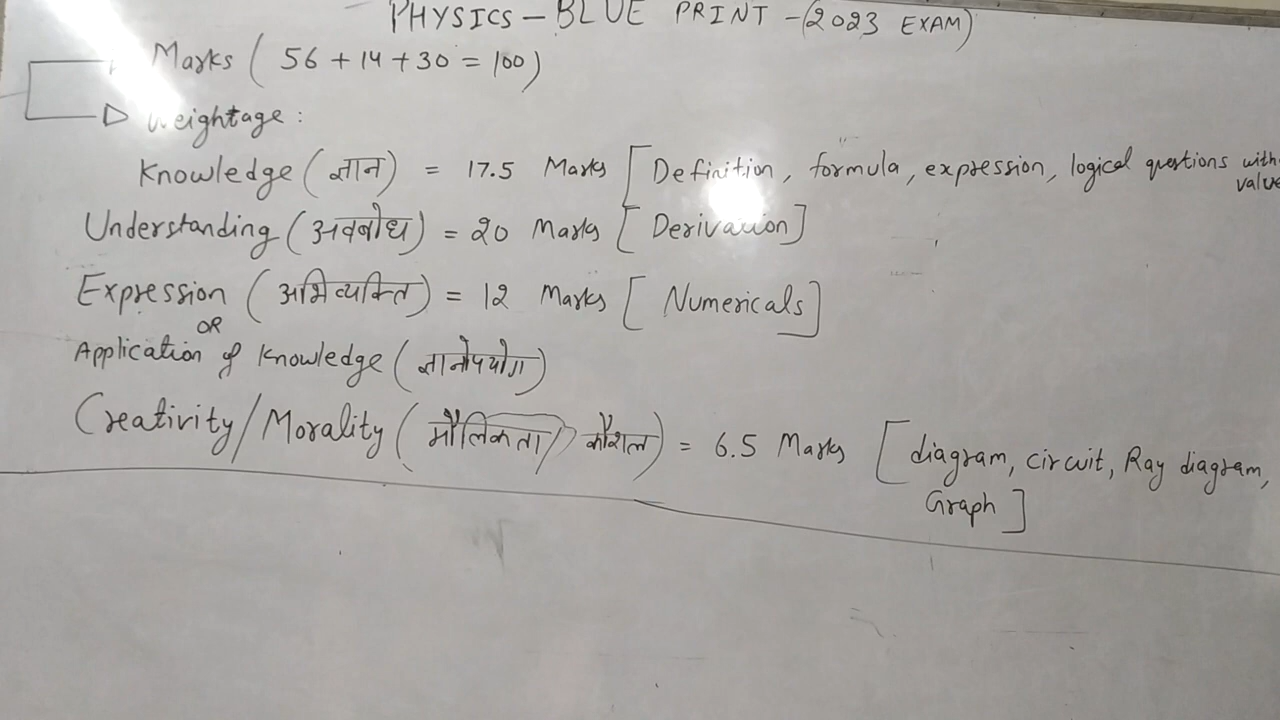 PHYSICS - BLUE PRINT - (2023 EXAM)
Marks ( 56 + 14 + 30 = 100 )
Weightage :
Knowledge ( ज्ञान ) = 17.5 Marks [ Definition, formula, expression, logical questions with value
Understanding ( अवबोध ) = 20 Marks [ Derivation ]
Expression ( अभिव्यक्ति ) = 12 Marks [ Numericals ]
OR
Application of Knowledge ( ज्ञानोपयोग )
Creativity / Morality ( मौलिकता / कौशल ) = 6.5 Marks [ diagram, circuit, Ray diagram,
Graph ]